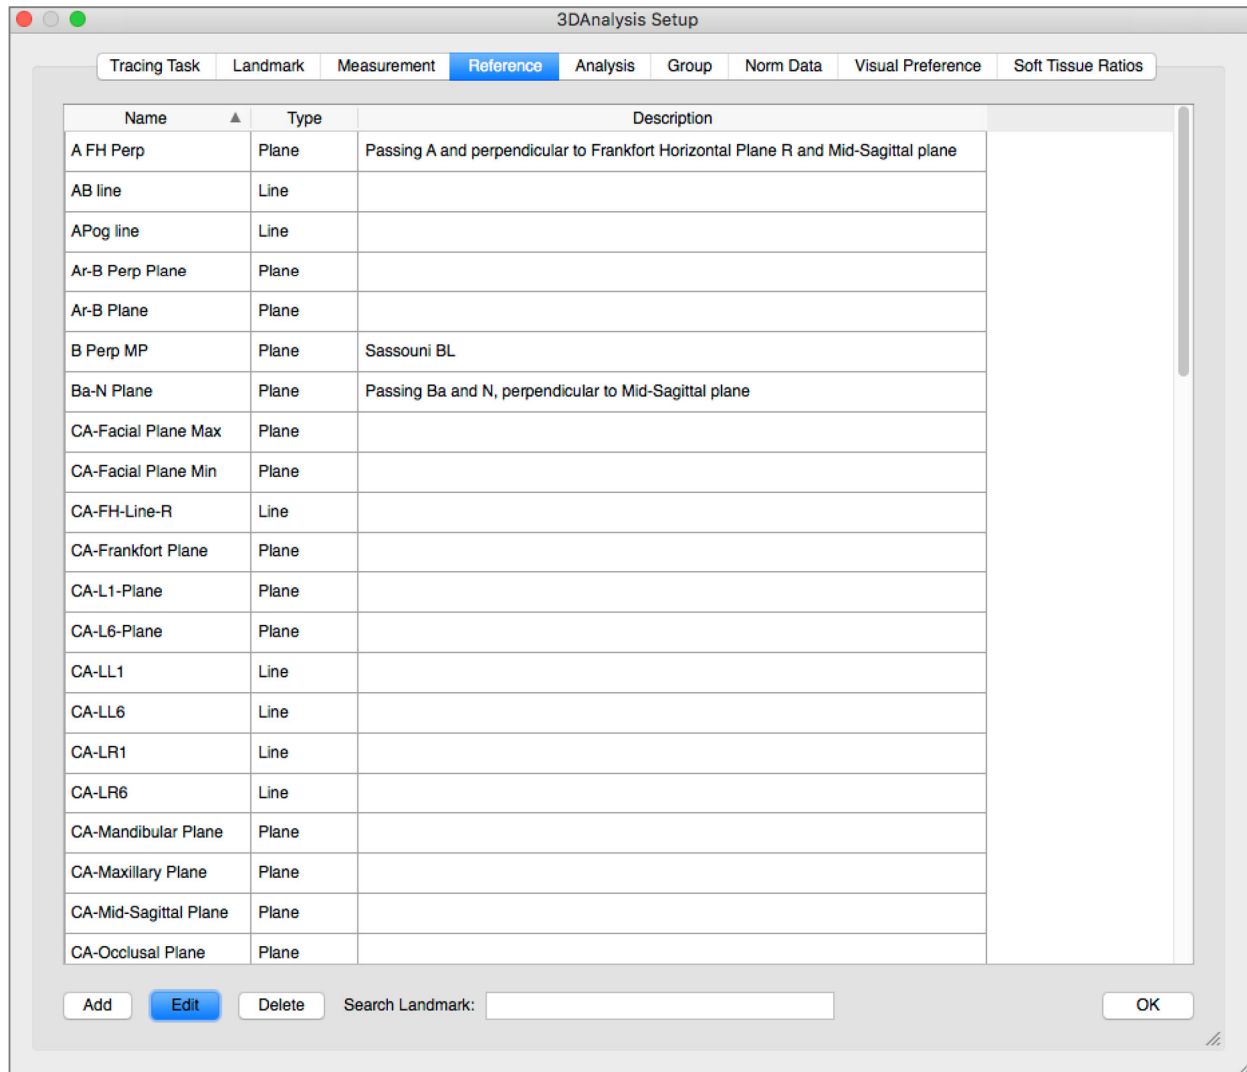 3DAnalysis Setup
Tracing Task Landmark Measurement Reference Analysis Group Norm Data Visual Preference Soft Tissue Ratios
Name Type Description
A FH Perp Plane Passing A and perpendicular to Frankfort Horizontal Plane R and Mid-Sagittal plane
AB line Line
APog line Line
Ar-B Perp Plane Plane
Ar-B Plane Plane
B Perp MP Plane Sassouni BL
Ba-N Plane Plane Passing Ba and N, perpendicular to Mid-Sagittal plane
CA-Facial Plane Max Plane
CA-Facial Plane Min Plane
CA-FH-Line-R Line
CA-Frankfort Plane Plane
CA-L1-Plane Plane
CA-L6-Plane Plane
CA-LL1 Line
CA-LL6 Line
CA-LR1 Line
CA-LR6 Line
CA-Mandibular Plane Plane
CA-Maxillary Plane Plane
CA-Mid-Sagittal Plane Plane
CA-Occlusal Plane Plane
Add Edit Delete Search Landmark: OK